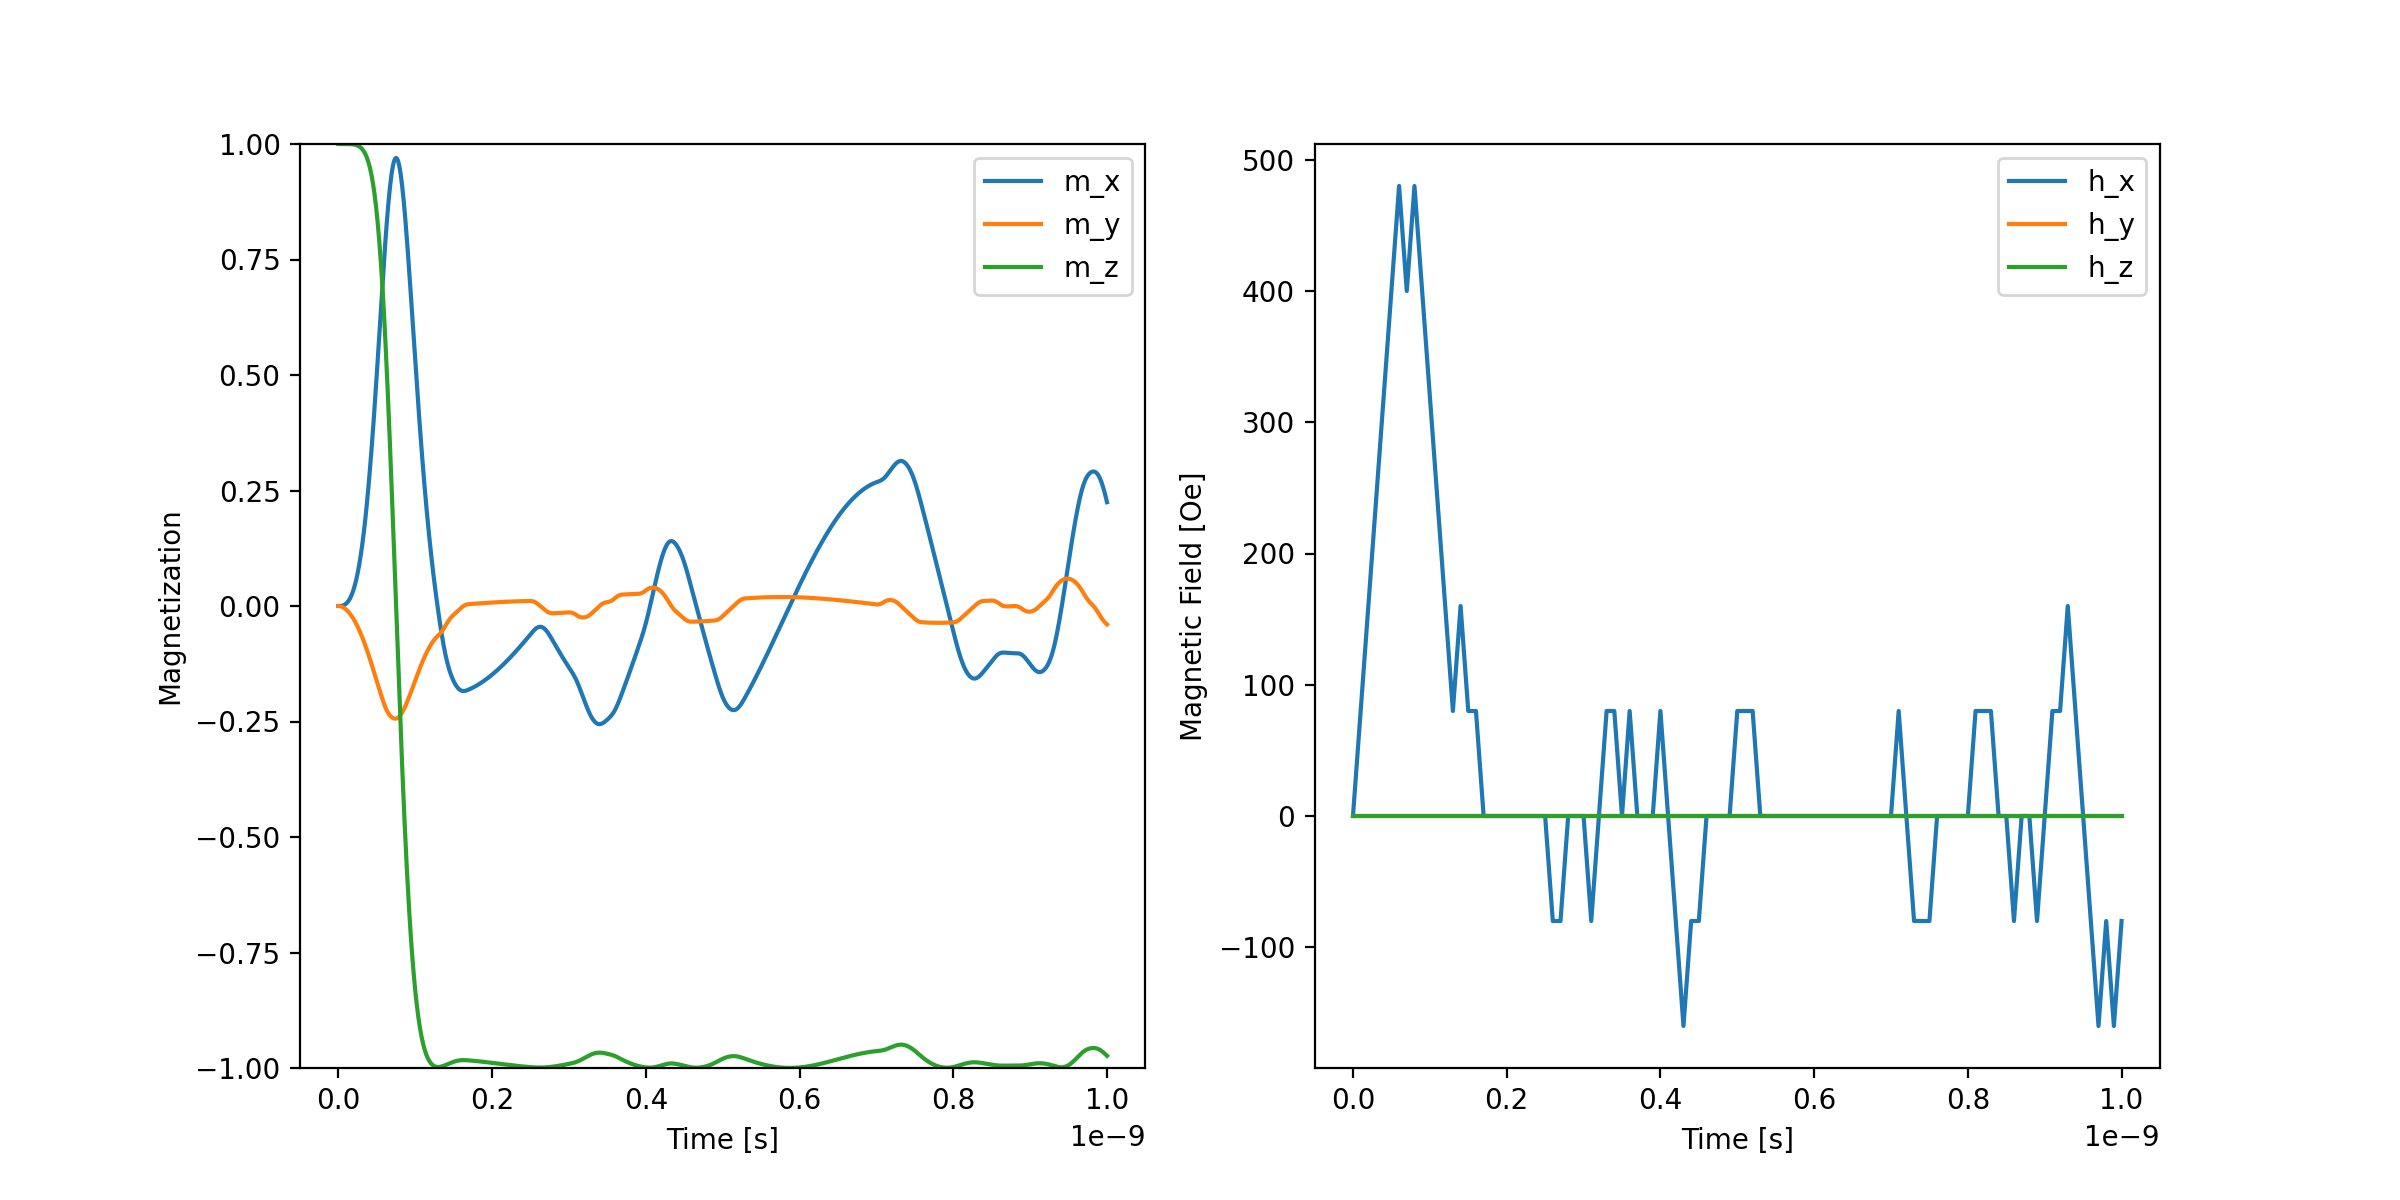 Magnetization
1.00
0.75
0.50
0.25
0.00
−0.25
−0.50
−0.75
−1.00
0.0 0.2 0.4 0.6 0.8 1.0
1e−9
Time [s]
m_x
m_y
m_z
Magnetic Field [Oe]
500
400
300
200
100
0
−100
0.0 0.2 0.4 0.6 0.8 1.0
1e−9
Time [s]
h_x
h_y
h_z